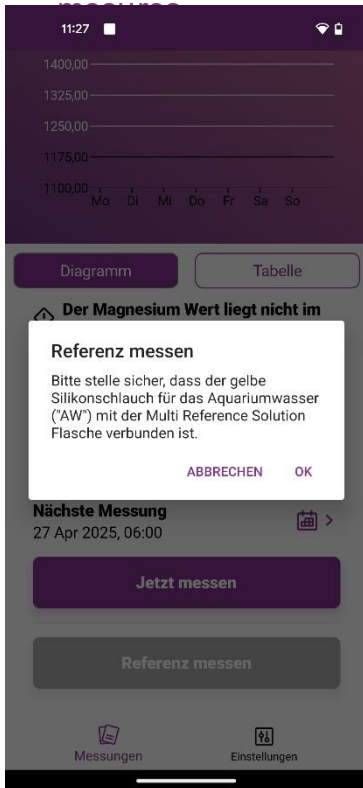 11:27
1400,00
1325,00
1250,00
1175,00
1100,00
Mo Di Mi Do Fr Sa So
Diagramm Tabelle
Der Magnesium Wert liegt nicht im
Referenz messen
Bitte stelle sicher, dass der gelbe
Silikonschlauch für das Aquariumwasser
("AW") mit der Multi Reference Solution
Flasche verbunden ist.
ABBRECHEN OK
Nächste Messung
27 Apr 2025, 06:00
Jetzt messen
Referenz messen
Messungen Einstellungen